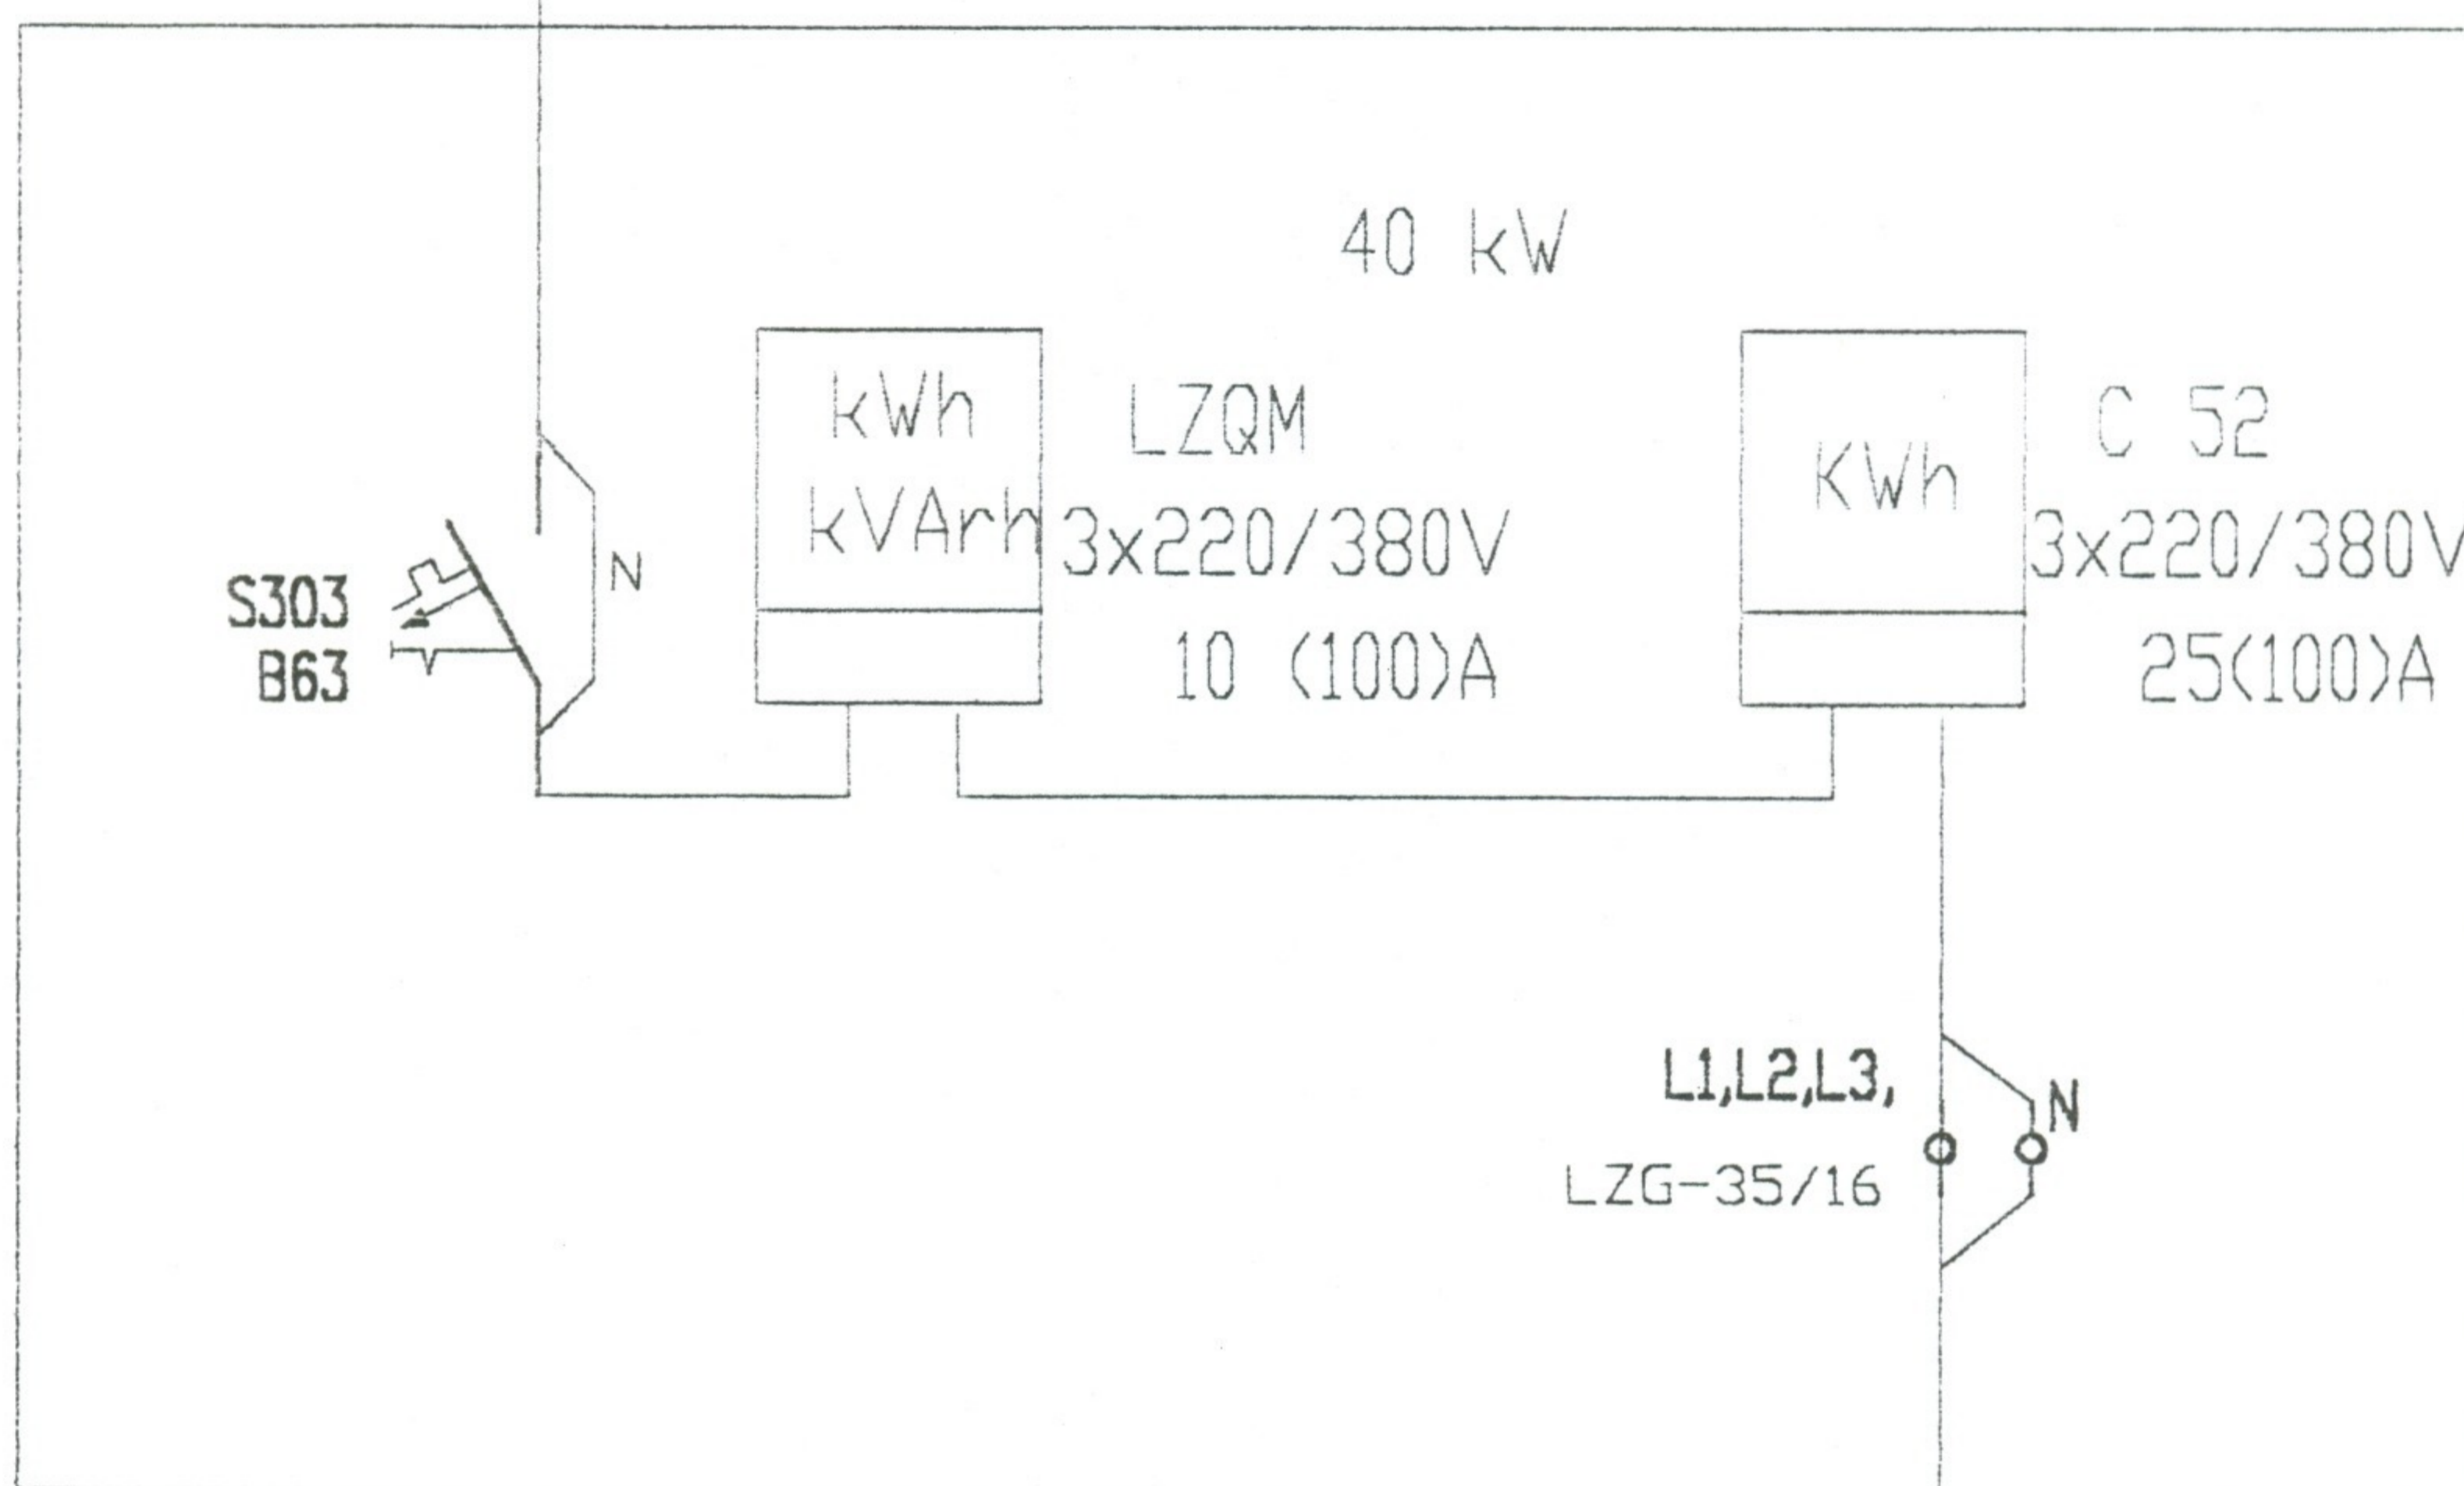 40 kW
kWh
kVArh
LZQM
3x220/380V
10 (100)A
KWh
C 52
3x220/380V
25(100)A
S303
B63
N
L1,L2,L3,
N
LZG-35/16